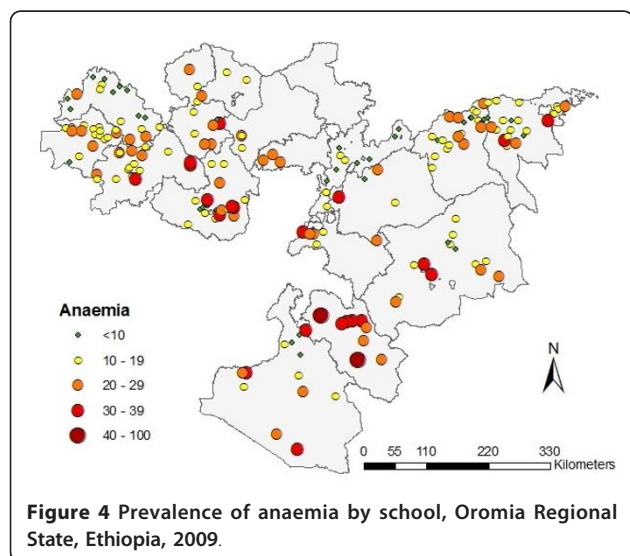 Anaemia
<10
10 - 19
20 - 29
30 - 39
40 - 100
N
0 55 110 220 330
Kilometers
Figure 4 Prevalence of anaemia by school, Oromia Regional
State, Ethiopia, 2009.